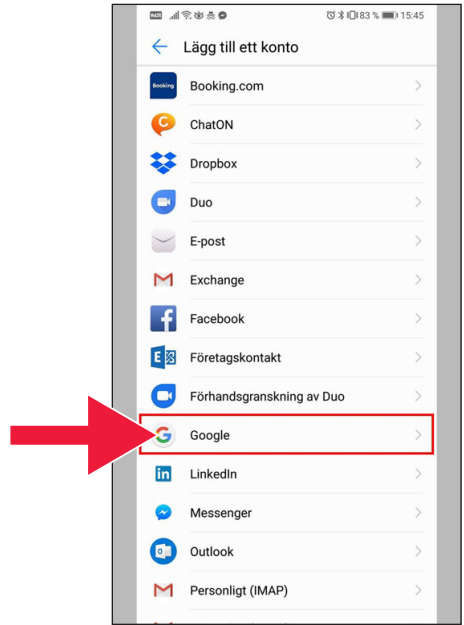 83 % 15:45
Lägg till ett konto
Booking.com
ChatON
Dropbox
Duo
E-post
Exchange
Facebook
Företagskontakt
Förhandsgranskning av Duo
Google
LinkedIn
Messenger
Outlook
Personligt (IMAP)